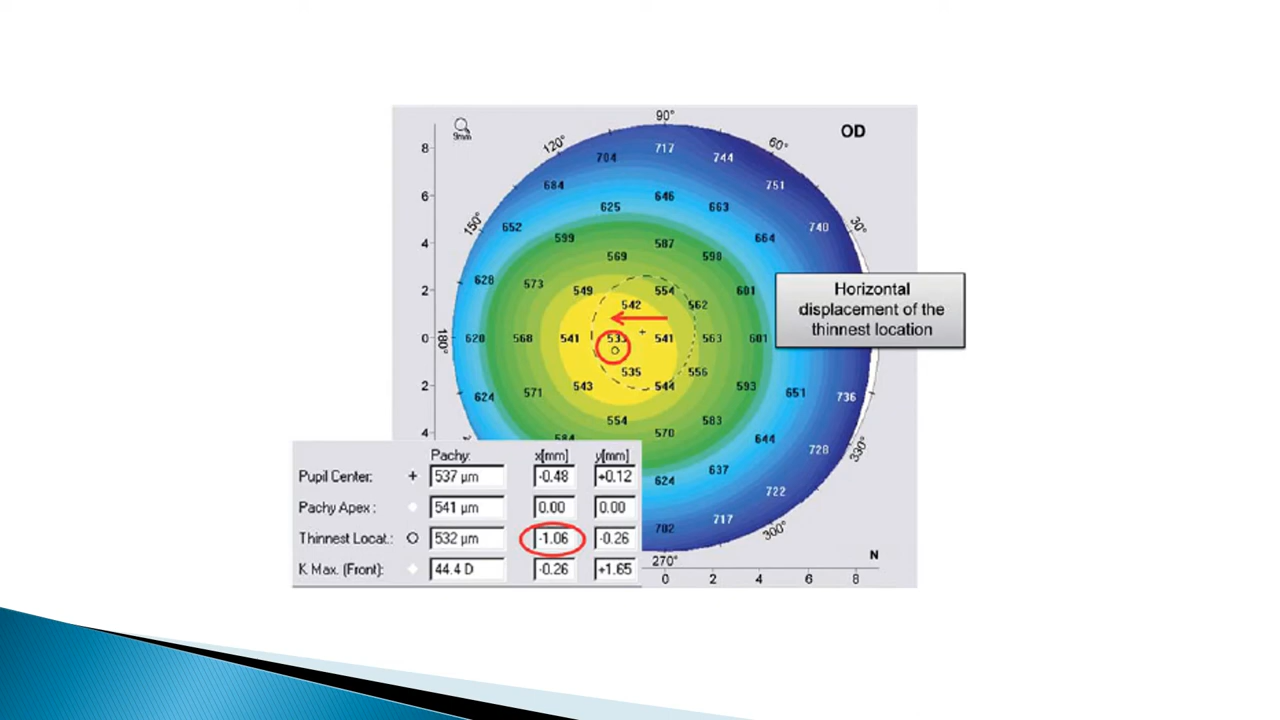 9mm
OD
90°
120° 60°
8 704 717 744
684 751
6 625 646 663
150° 652 740 30°
599 664
4 569 587 598
628 573 549 554 601
2 542 562
Horizontal
displacement of the
thinnest location
180° 0 620 568 541 533 541 563 601
535 556
2 624 571 543 544 593 651 736
554 583
4 584 570 644 728 330°
637
624 722
702 717 300°
270° N
0 2 4 6 8
Pachy: x[mm] y[mm]
Pupil Center: + 537 µm -0.48 +0.12
Pachy Apex : 541 µm 0.00 0.00
Thinnest Locat.: O 532 µm -1.06 -0.26
K Max. (Front): 44.4 D -0.26 +1.65